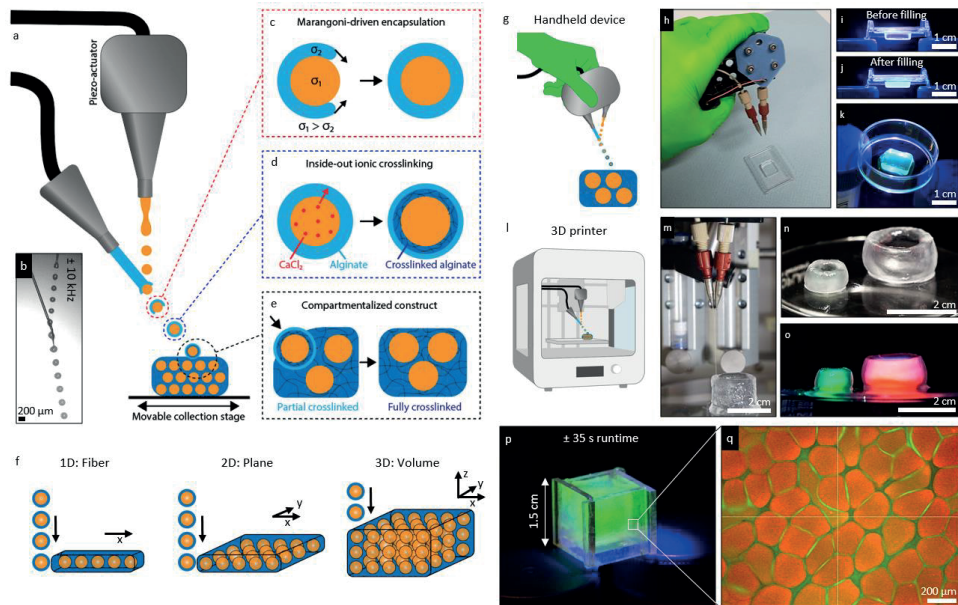 a
Piezo-actuator
b
± 10 kHz
200 µm
Movable collection stage
c
Marangoni-driven encapsulation
σ2
σ1
σ1 > σ2
d
Inside-out ionic crosslinking
CaCl2
Alginate
Crosslinked alginate
e
Compartmentalized construct
Partial crosslinked
Fully crosslinked
f
1D: Fiber
x
2D: Plane
y
x
3D: Volume
z
y
x
g
Handheld device
h
i
Before filling
1 cm
j
After filling
1 cm
k
1 cm
l
3D printer
m
2 cm
n
2 cm
o
2 cm
p
± 35 s runtime
1.5 cm
q
200 µm